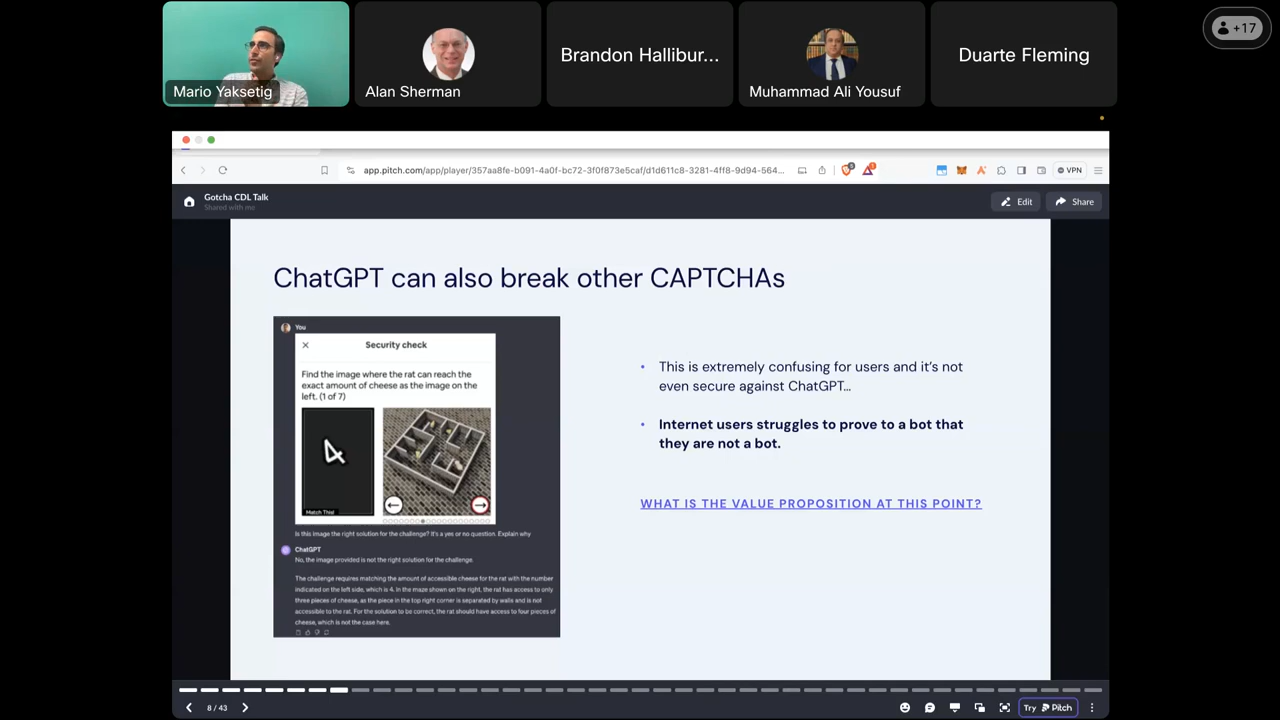 +17
Mario Yaksetig
Alan Sherman
Brandon Hallibur...
Muhammad Ali Yousuf
Duarte Fleming
app.pitch.com/app/player/357aa8fe-b091-4a0f-bc72-3f0f873e5caf/d1d611c8-3281-4ff8-9d94-564...
VPN
Gotcha CDL Talk
Shared with me
Edit
Share
ChatGPT can also break other CAPTCHAs
You
Security check
Find the image where the rat can reach the
exact amount of cheese as the image on the
left. (1 of 7)
4
Match This!
Is this image the right solution for the challenge? It's a yes or no question. Explain why
ChatGPT
No, the image provided is not the right solution for the challenge.
The challenge requires matching the amount of accessible cheese for the rat with the number
indicated on the left side, which is 4. In the maze shown on the right, the rat has access to only
three pieces of cheese, as the piece in the top right corner is separated by walls and is not
accessible to the rat. For the solution to be correct, the rat should have access to four pieces of
cheese, which is not the case here.
• This is extremely confusing for users and it's not
even secure against ChatGPT...
• Internet users struggles to prove to a bot that
they are not a bot.
WHAT IS THE VALUE PROPOSITION AT THIS POINT?
8 / 43
Try Pitch